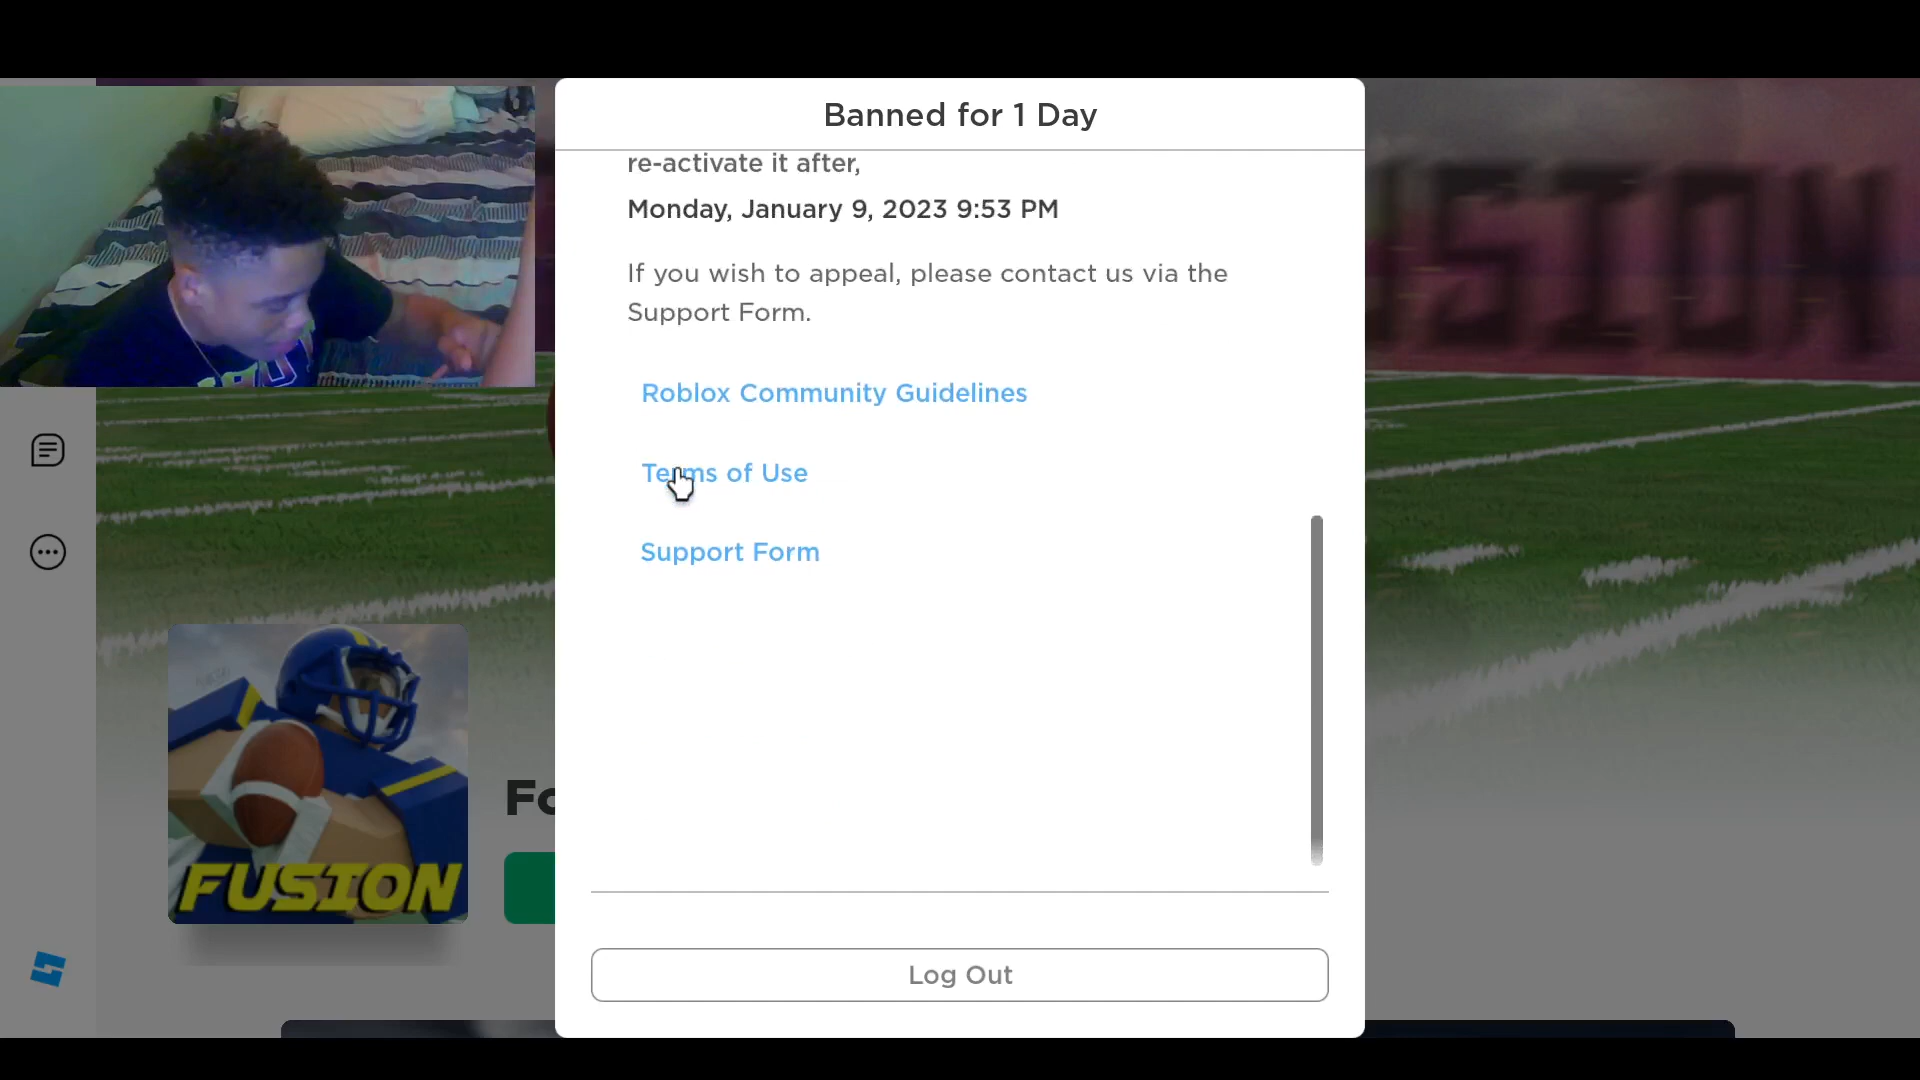 Banned for 1 Day
re-activate it after,
Monday, January 9, 2023 9:53 PM
If you wish to appeal, please contact us via the
Support Form.
Roblox Community Guidelines
Terms of Use
Support Form
Log Out
Fo
FUSION